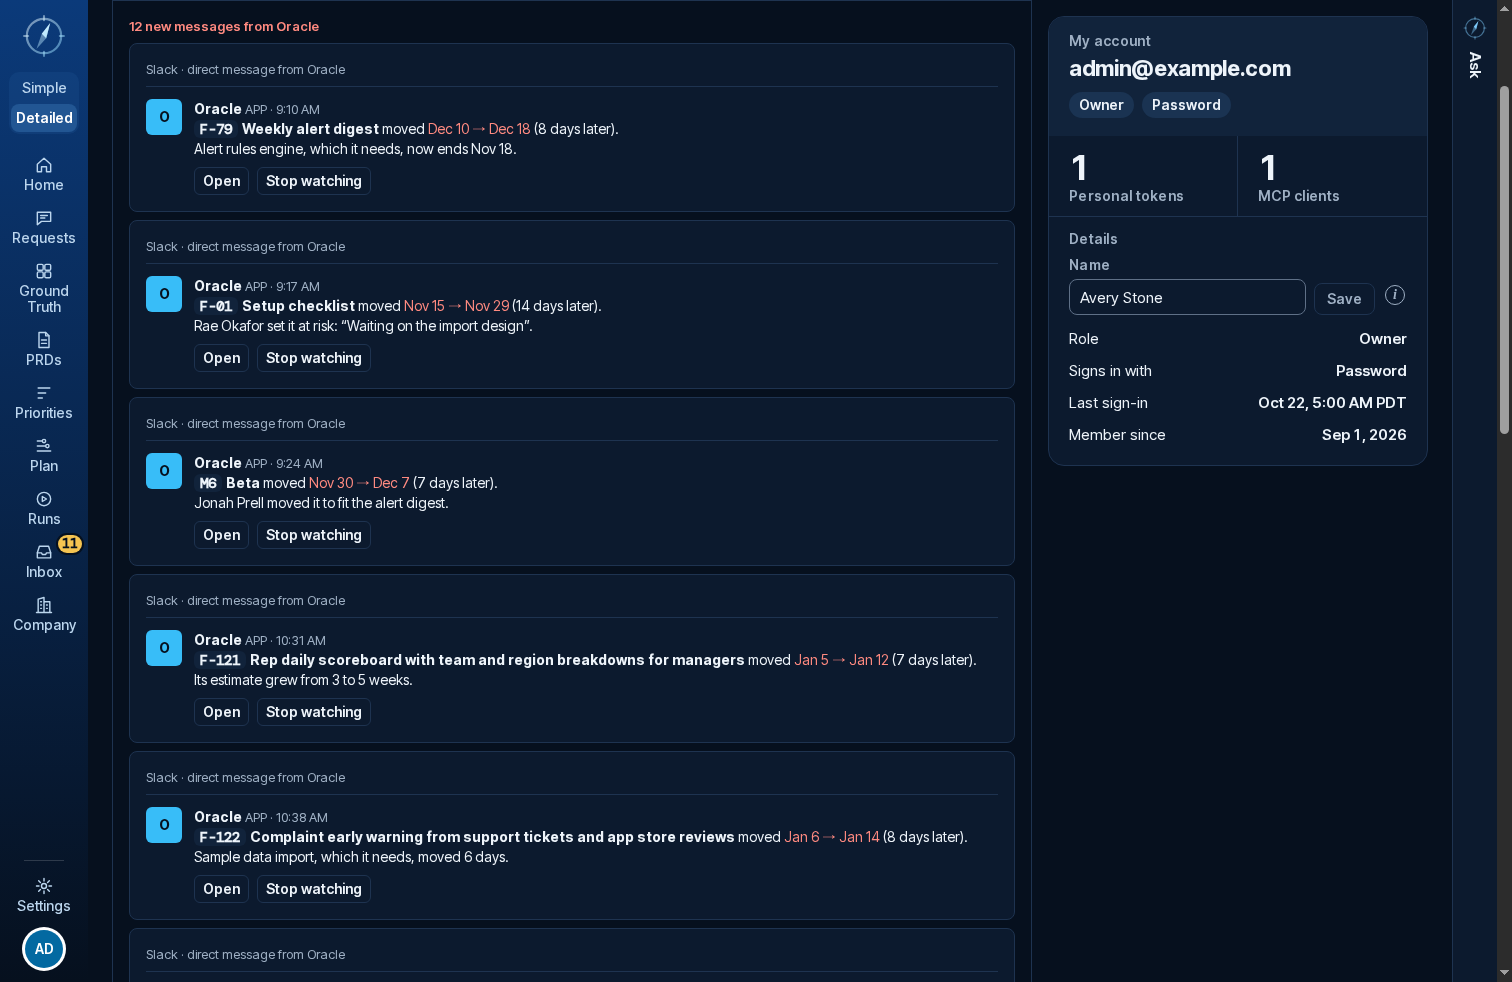 Simple
Detailed
Home
Requests
Ground
Truth
PRDs
Priorities
Plan
Runs
11
Inbox
Company
Settings
AD
12 new messages from Oracle
Slack · direct message from Oracle
O
Oracle APP · 9:10 AM
F-79 Weekly alert digest moved Dec 10 → Dec 18 (8 days later).
Alert rules engine, which it needs, now ends Nov 18.
Open
Stop watching
Slack · direct message from Oracle
O
Oracle APP · 9:17 AM
F-01 Setup checklist moved Nov 15 → Nov 29 (14 days later).
Rae Okafor set it at risk: “Waiting on the import design”.
Open
Stop watching
Slack · direct message from Oracle
O
Oracle APP · 9:24 AM
M6 Beta moved Nov 30 → Dec 7 (7 days later).
Jonah Prell moved it to fit the alert digest.
Open
Stop watching
Slack · direct message from Oracle
O
Oracle APP · 10:31 AM
F-121 Rep daily scoreboard with team and region breakdowns for managers moved Jan 5 → Jan 12 (7 days later).
Its estimate grew from 3 to 5 weeks.
Open
Stop watching
Slack · direct message from Oracle
O
Oracle APP · 10:38 AM
F-122 Complaint early warning from support tickets and app store reviews moved Jan 6 → Jan 14 (8 days later).
Sample data import, which it needs, moved 6 days.
Open
Stop watching
Slack · direct message from Oracle
My account
admin@example.com
Owner
Password
1
Personal tokens
1
MCP clients
Details
Name
Avery Stone
Save
i
Role
Owner
Signs in with
Password
Last sign-in
Oct 22, 5:00 AM PDT
Member since
Sep 1, 2026
Ask